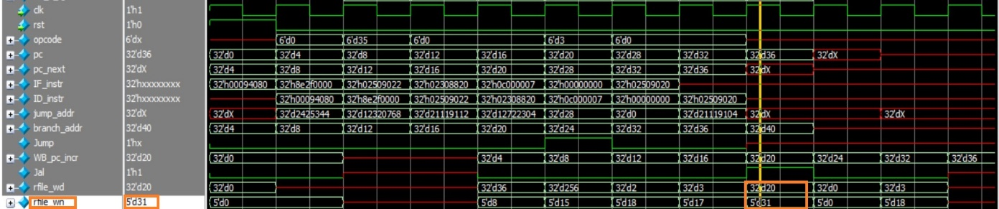 clk 1'h1
rst 1'h0
opcode 6'dx 6'd0 6'd35 6'd0 6'd3 6'd0
pc 32'd36 32'd0 32'd4 32'd8 32'd12 32'd16 32'd20 32'd28 32'd32 32'd36 32'dX
pc_next 32'dX 32'd4 32'd8 32'd12 32'd16 32'd20 32'd28 32'd32 32'd36 32'dX
IF_instr 32'hxxxxxxxx 32'h00094080 32'h8e2f0000 32'h02509022 32'h02308820 32'h0c000007 32'h00000000 32'h02509020
ID_instr 32'hxxxxxxxx 32'h00094080 32'h8e2f0000 32'h02509022 32'h02308820 32'h0c000007 32'h00000000 32'h02509020
jump_addr 32'dX 32'dX 32'd2425344 32'd12320768 32'd21119112 32'd12722304 32'd28 32'd0 32'd21119104 32'dX 32'dX
branch_addr 32'd40 32'd4 32'd8 32'd12 32'd16 32'd20 32'd24 32'd32 32'd36 32'd40
Jump 1'hx
WB_pc_incr 32'd20 32'd0 32'd4 32'd8 32'd12 32'd16 32'd20 32'd24 32'd32 32'd36
Jal 1'h1
rfile_wd 32'd20 32'd0 32'd36 32'd256 32'd2 32'd3 32'd20 32'd0 32'd3
rfile_wn 5'd31 5'd0 5'd8 5'd15 5'd18 5'd17 5'd31 5'd0 5'd18